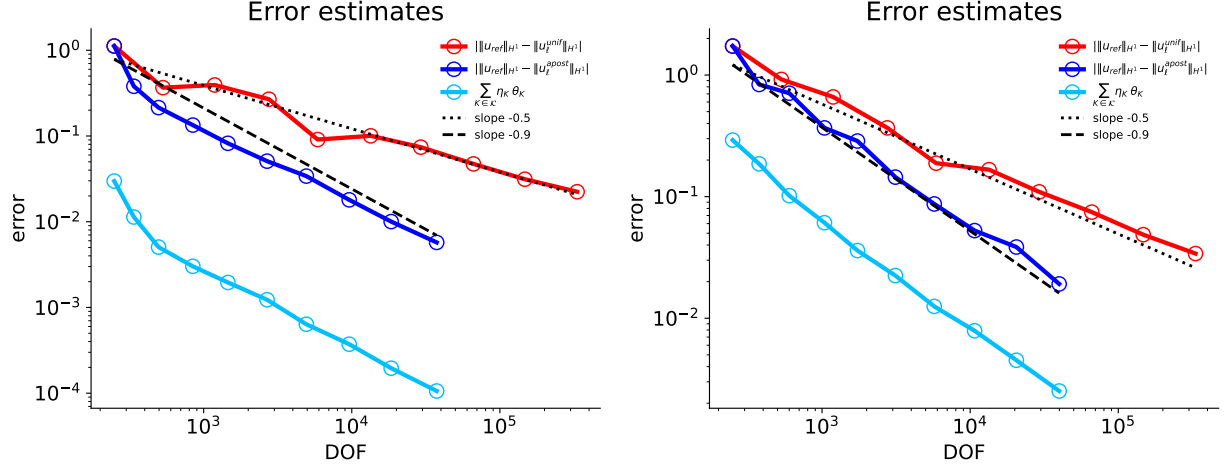 Error estimates
|‖u_ref‖_H¹ − ‖u_ℓ^unif‖_H¹|
|‖u_ref‖_H¹ − ‖u_ℓ^apost‖_H¹|
∑_{K∈𝒦} η_K θ_K
slope -0.5
slope -0.9
error
10⁰
10⁻¹
10⁻²
10⁻³
10⁻⁴
10³
10⁴
10⁵
DOF
Error estimates
|‖u_ref‖_H¹ − ‖u_ℓ^unif‖_H¹|
|‖u_ref‖_H¹ − ‖u_ℓ^apost‖_H¹|
∑_{K∈𝒦} η_K θ_K
slope -0.5
slope -0.9
error
10⁰
10⁻¹
10⁻²
10³
10⁴
10⁵
DOF